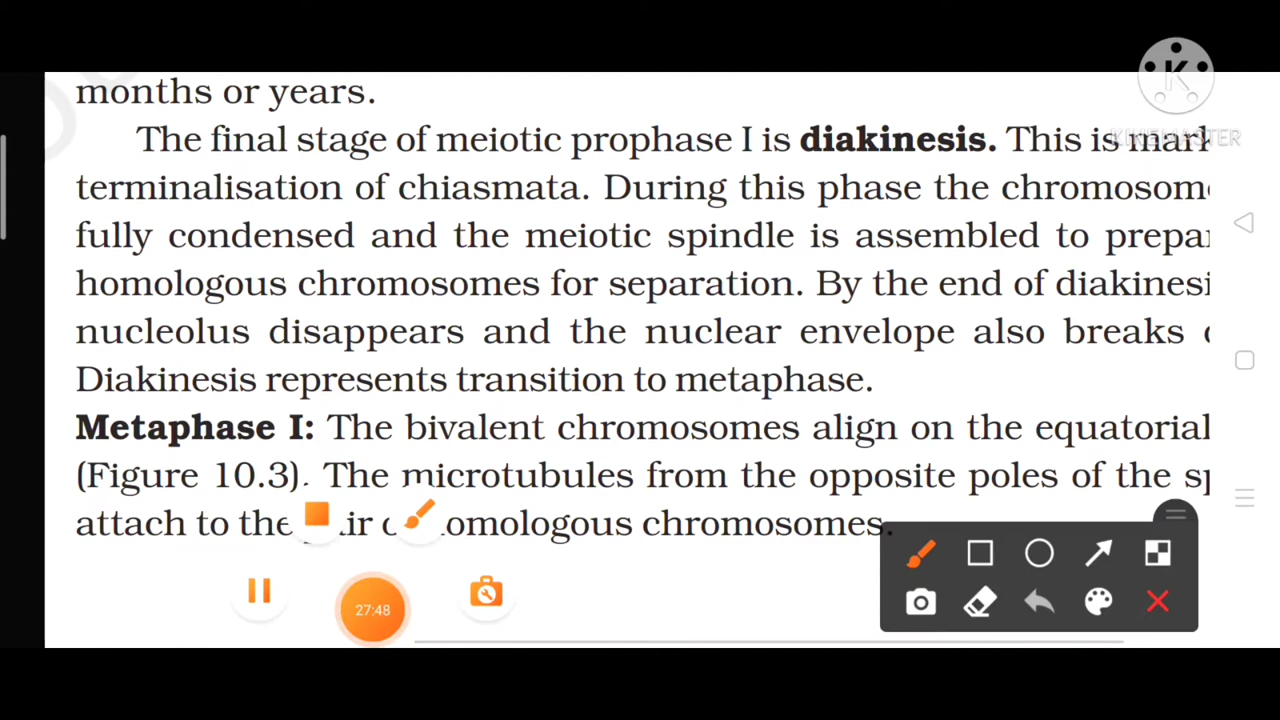 months or years.
The final stage of meiotic prophase I is diakinesis. This is mark
terminalisation of chiasmata. During this phase the chromosom
fully condensed and the meiotic spindle is assembled to prepar
homologous chromosomes for separation. By the end of diakinesi
nucleolus disappears and the nuclear envelope also breaks
Diakinesis represents transition to metaphase.
Metaphase I: The bivalent chromosomes align on the equatorial
(Figure 10.3). The microtubules from the opposite poles of the sp
attach to the homologous chromosomes.
K
KINEMASTER
27:48